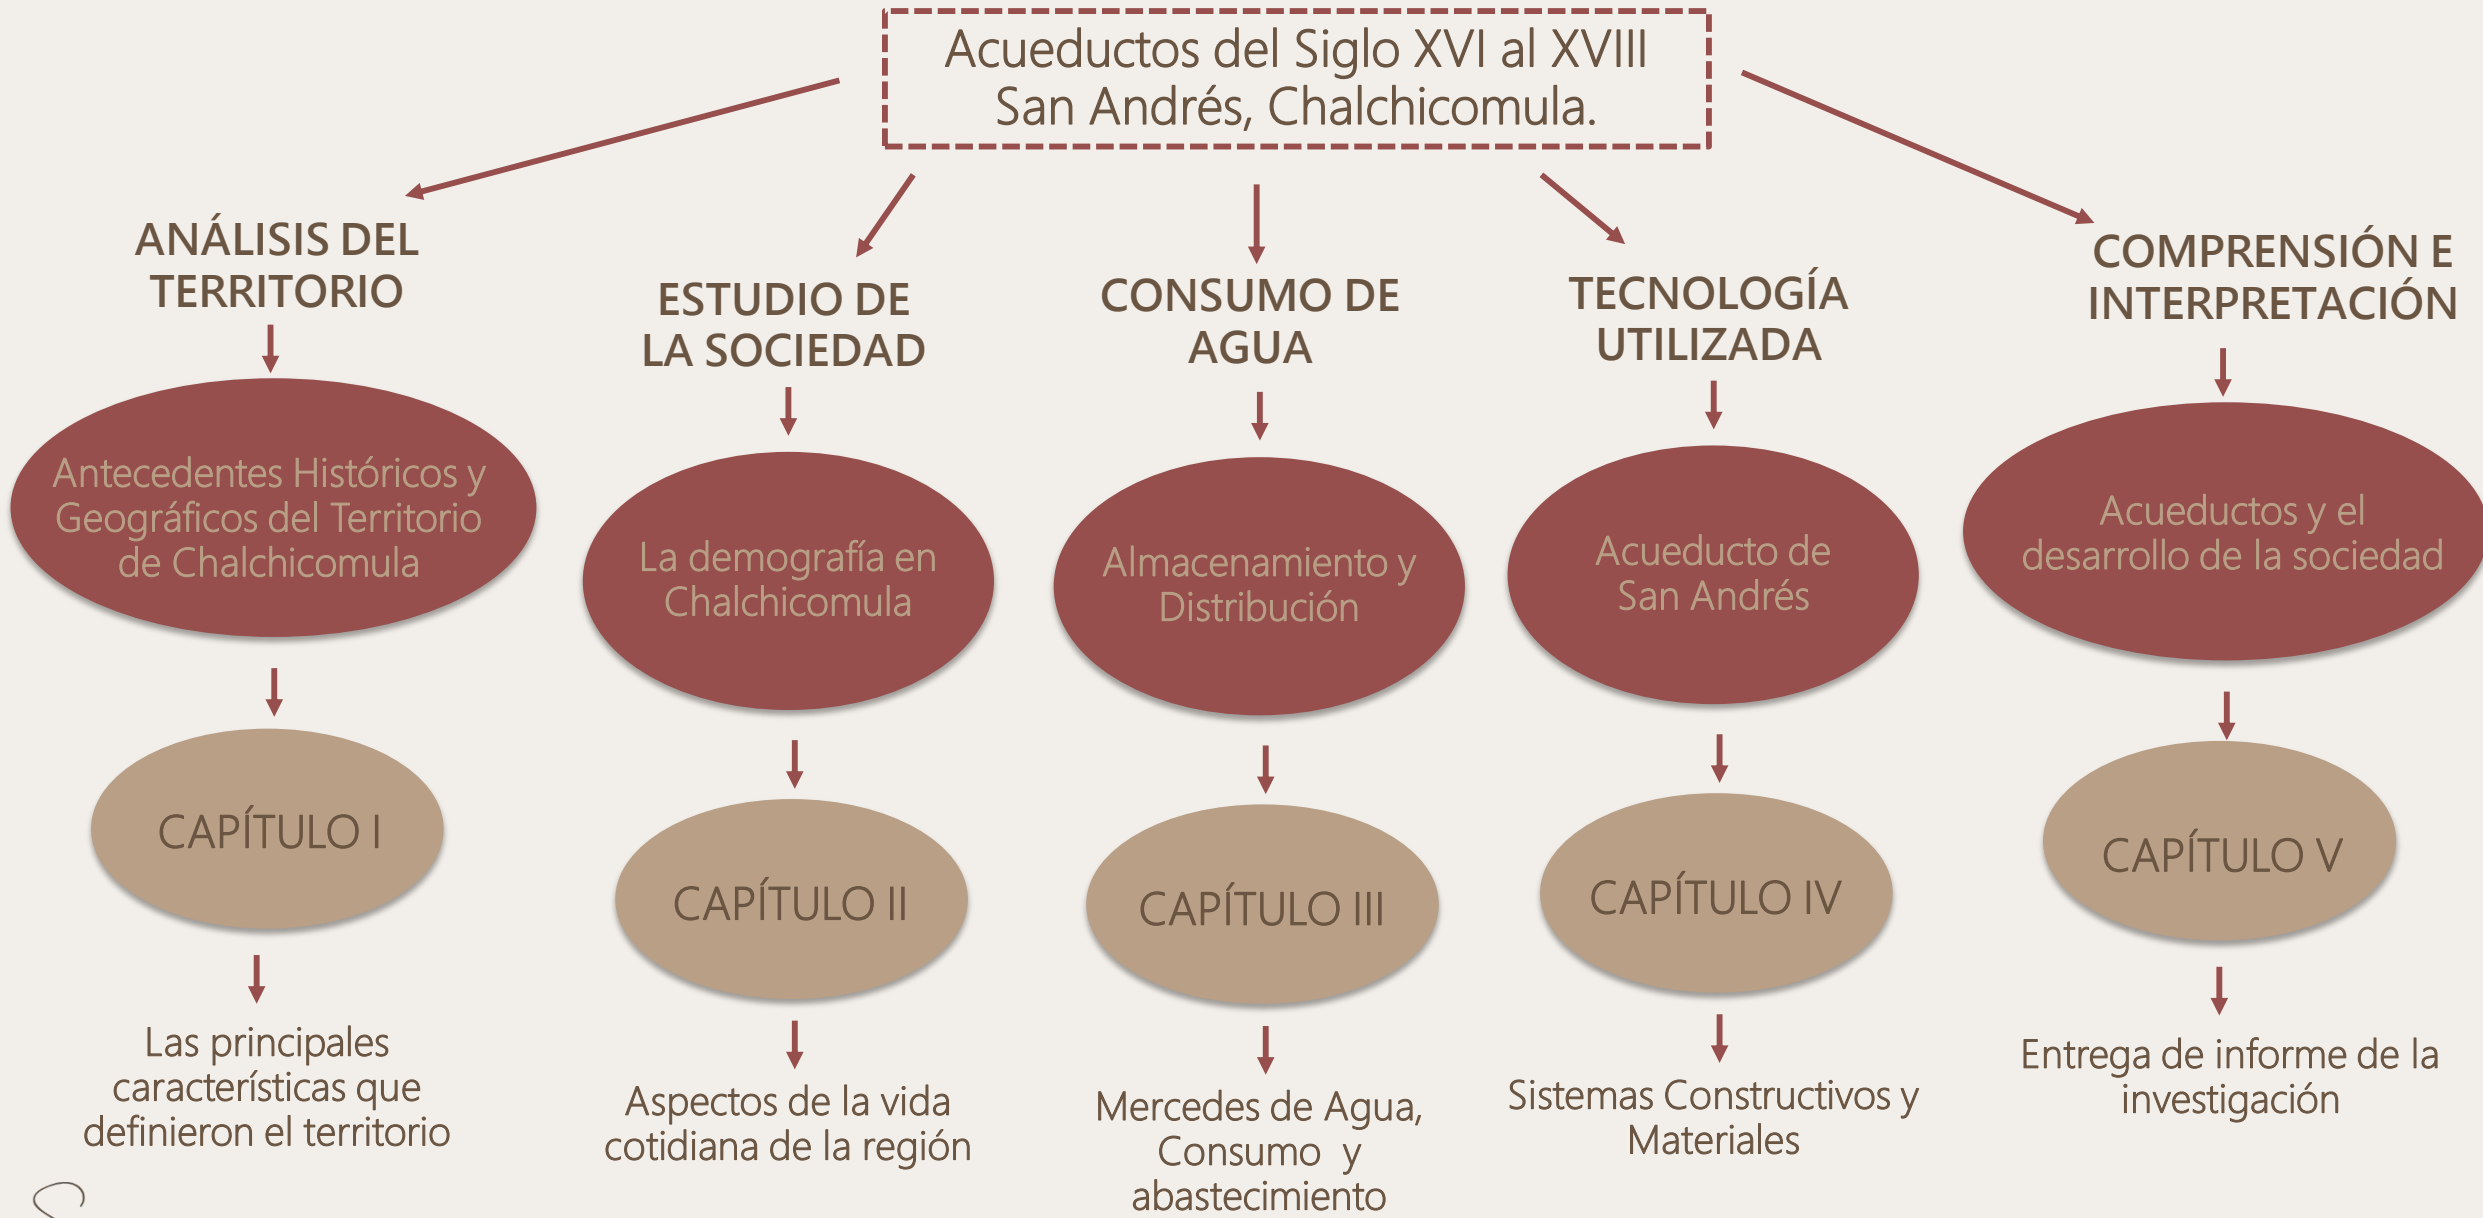 Acueductos del Siglo XVI al XVIII
San Andrés, Chalchicomula.
ANÁLISIS DEL
TERRITORIO
Antecedentes Históricos y
Geográficos del Territorio
de Chalchicomula
CAPÍTULO I
Las principales
características que
definieron el territorio
ESTUDIO DE
LA SOCIEDAD
La demografía en
Chalchicomula
CAPÍTULO II
Aspectos de la vida
cotidiana de la región
CONSUMO DE
AGUA
Almacenamiento y
Distribución
CAPÍTULO III
Mercedes de Agua,
Consumo y
abastecimiento
TECNOLOGÍA
UTILIZADA
Acueducto de
San Andrés
CAPÍTULO IV
Sistemas Constructivos y
Materiales
COMPRENSIÓN E
INTERPRETACIÓN
Acueductos y el
desarrollo de la sociedad
CAPÍTULO V
Entrega de informe de la
investigación